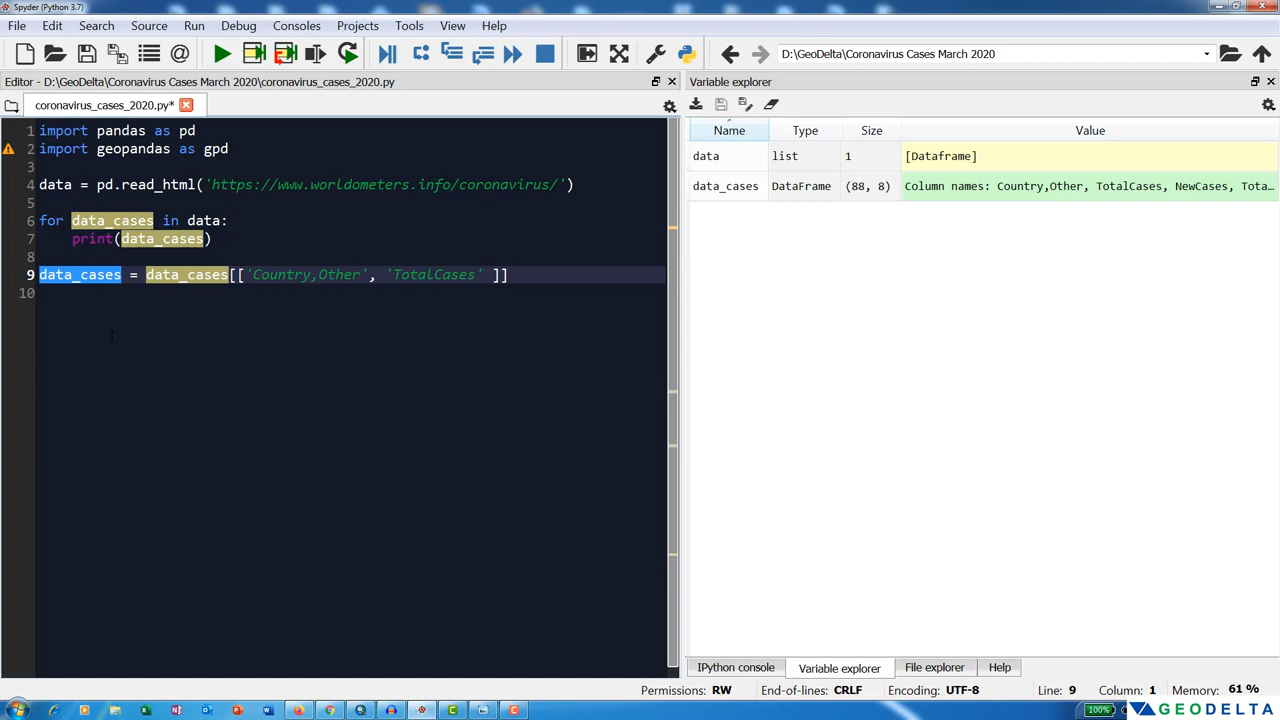 Spyder (Python 3.7)
File Edit Search Source Run Debug Consoles Projects Tools View Help
D:\GeoDelta\Coronavirus Cases March 2020
Editor - D:\GeoDelta\Coronavirus Cases March 2020\coronavirus_cases_2020.py
Variable explorer
coronavirus_cases_2020.py*
Name Type Size Value
data list 1 [Dataframe]
data_cases DataFrame (88, 8) Column names: Country,Other, TotalCases, NewCases, Tota...
1 import pandas as pd
2 import geopandas as gpd
3
4 data = pd.read_html('https://www.worldometers.info/coronavirus/')
5
6 for data_cases in data:
7 print(data_cases)
8
9 data_cases = data_cases[['Country,Other', 'TotalCases' ]]
10
IPython console Variable explorer File explorer Help
Permissions: RW End-of-lines: CRLF Encoding: UTF-8 Line: 9 Column: 1 Memory: 61 %
100%
GEODELTA